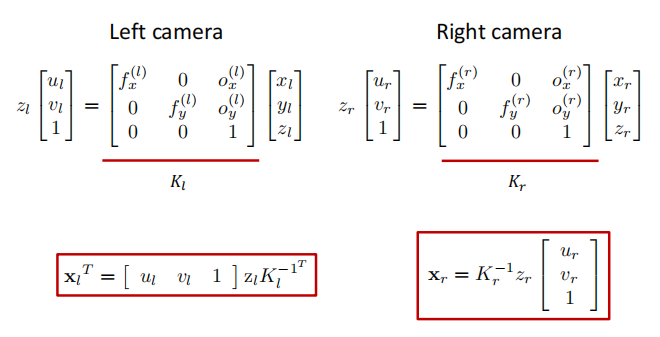 Left camera
Right camera
$z_l \begin{bmatrix} u_l \\ v_l \\ 1 \end{bmatrix} = \begin{bmatrix} f_x^{(l)} & 0 & o_x^{(l)} \\ 0 & f_y^{(l)} & o_y^{(l)} \\ 0 & 0 & 1 \end{bmatrix} \begin{bmatrix} x_l \\ y_l \\ z_l \end{bmatrix}$
$z_r \begin{bmatrix} u_r \\ v_r \\ 1 \end{bmatrix} = \begin{bmatrix} f_x^{(r)} & 0 & o_x^{(r)} \\ 0 & f_y^{(r)} & o_y^{(r)} \\ 0 & 0 & 1 \end{bmatrix} \begin{bmatrix} x_r \\ y_r \\ z_r \end{bmatrix}$
$K_l$
$K_r$
$\mathbf{x}_l{}^T = \begin{bmatrix} u_l & v_l & 1 \end{bmatrix} z_l K_l^{-1^T}$
$\mathbf{x}_r = K_r^{-1} z_r \begin{bmatrix} u_r \\ v_r \\ 1 \end{bmatrix}$